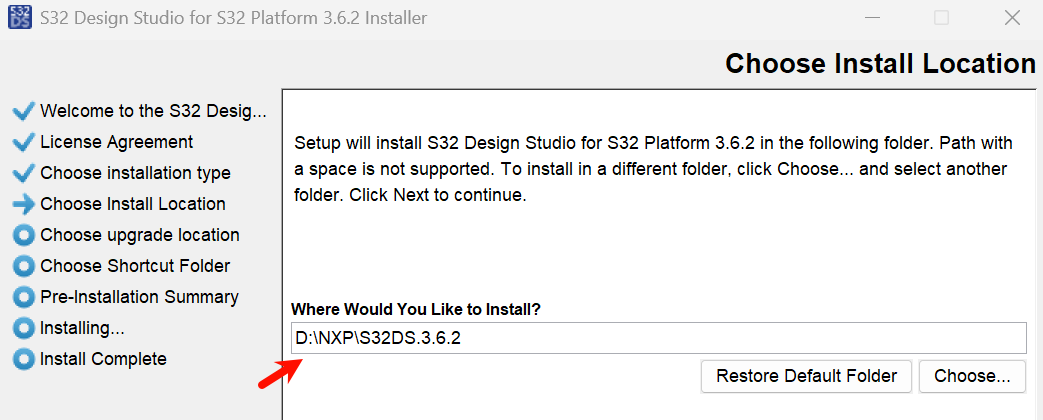 S32 DS
S32 Design Studio for S32 Platform 3.6.2 Installer
Choose Install Location
Welcome to the S32 Desig...
License Agreement
Choose installation type
Choose Install Location
Choose upgrade location
Choose Shortcut Folder
Pre-Installation Summary
Installing...
Install Complete
Setup will install S32 Design Studio for S32 Platform 3.6.2 in the following folder. Path with
a space is not supported. To install in a different folder, click Choose... and select another
folder. Click Next to continue.
Where Would You Like to Install?
D:\NXP\S32DS.3.6.2
Restore Default Folder
Choose...